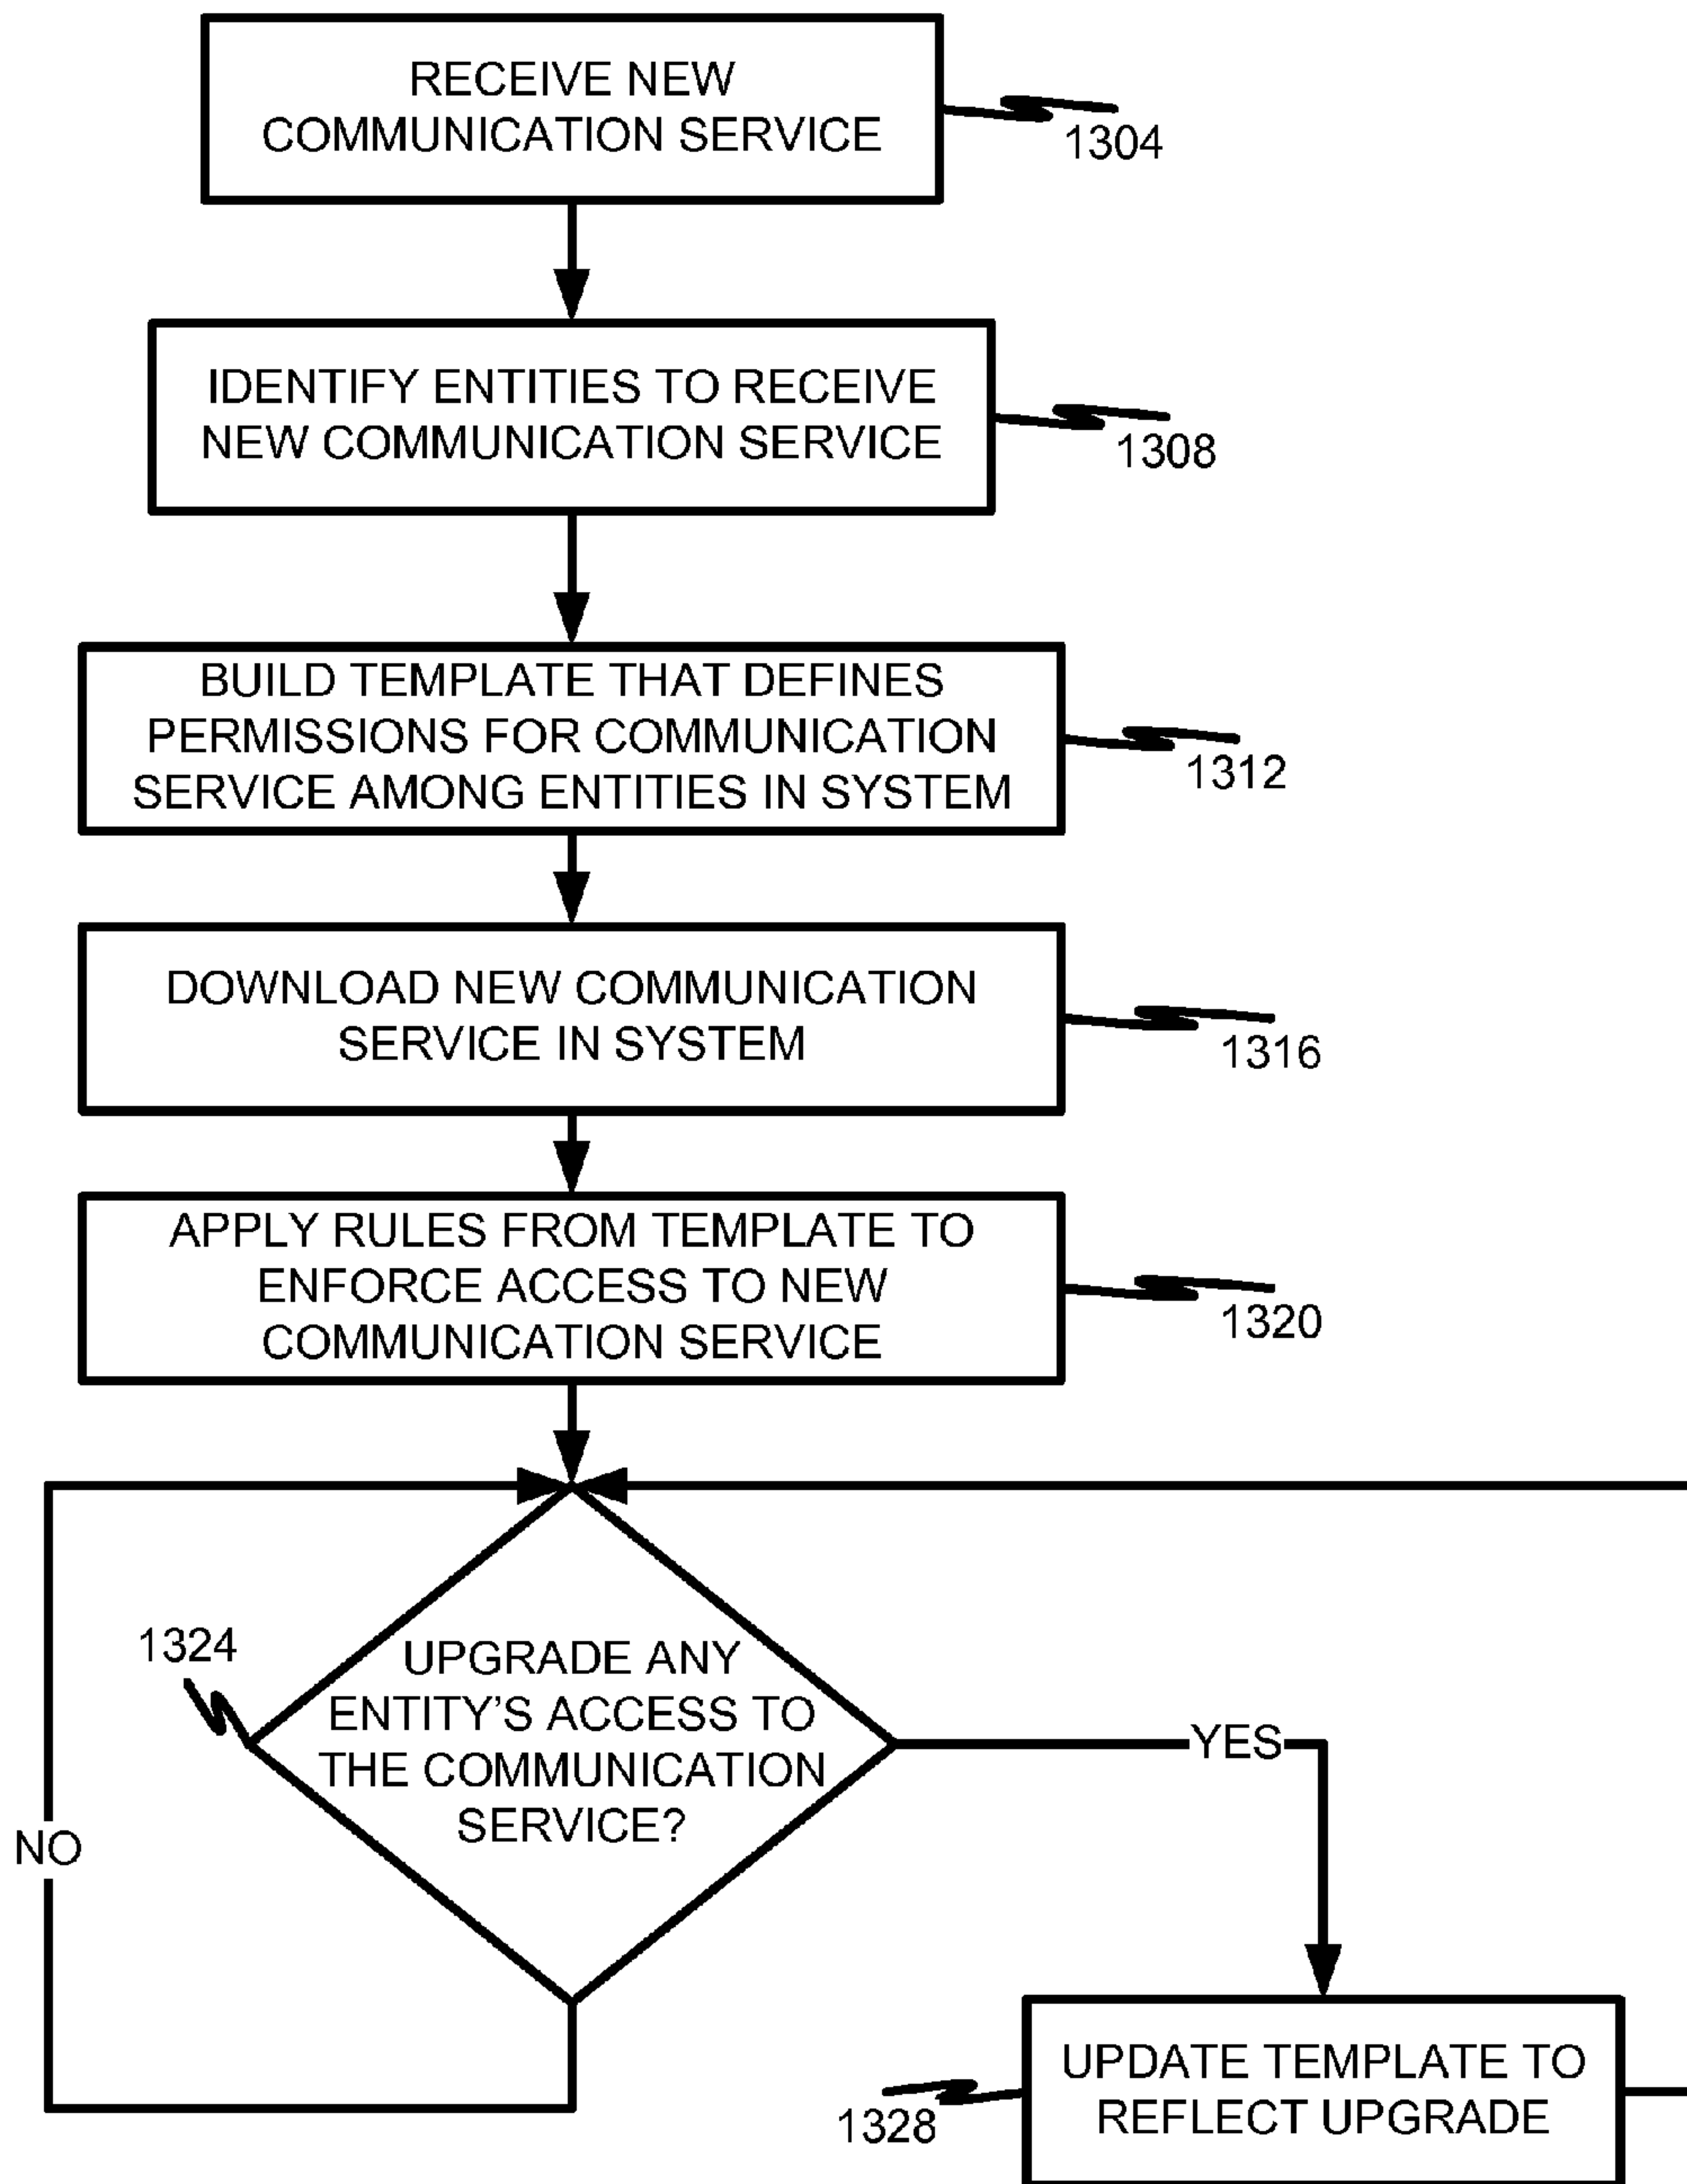 RECEIVE NEW
COMMUNICATION SERVICE
1304
IDENTIFY ENTITIES TO RECEIVE
NEW COMMUNICATION SERVICE
1308
BUILD TEMPLATE THAT DEFINES
PERMISSIONS FOR COMMUNICATION
SERVICE AMONG ENTITIES IN SYSTEM
1312
DOWNLOAD NEW COMMUNICATION
SERVICE IN SYSTEM
1316
APPLY RULES FROM TEMPLATE TO
ENFORCE ACCESS TO NEW
COMMUNICATION SERVICE
1320
1324
UPGRADE ANY
ENTITY'S ACCESS TO
THE COMMUNICATION
SERVICE?
YES
NO
UPDATE TEMPLATE TO
REFLECT UPGRADE
1328